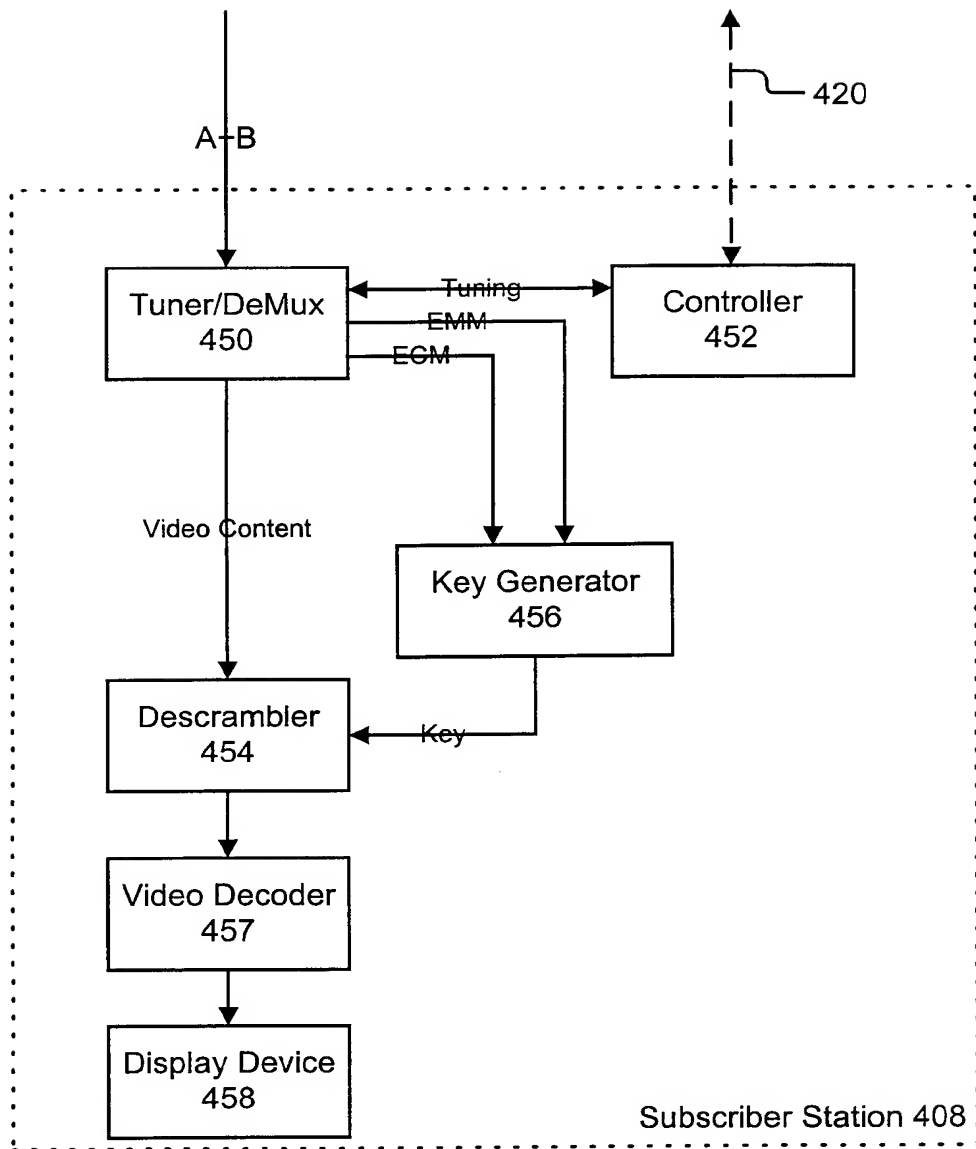 420
A+B
Tuner/DeMux
450
Tuning
EMM
ECM
Controller
452
Video Content
Key Generator
456
Descrambler
454
Key
Video Decoder
457
Display Device
458
Subscriber Station 408